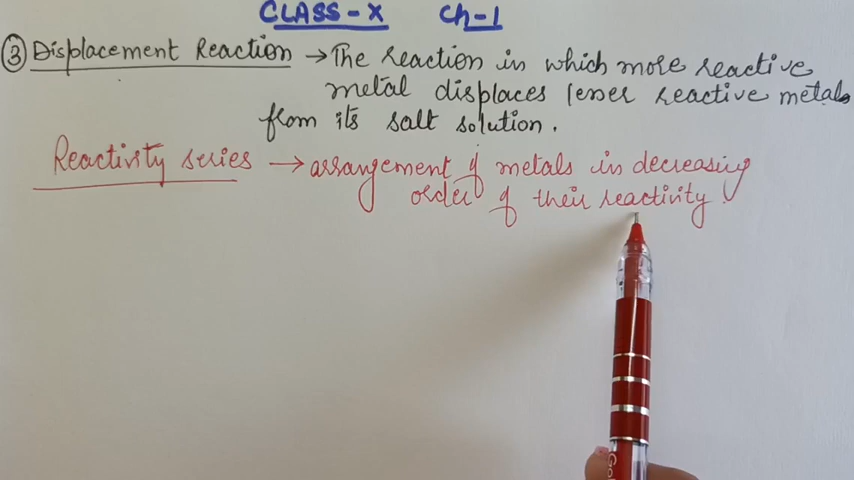 CLASS-X Ch-1
③ Displacement Reaction → The reaction in which more reactive
metal displaces lesser reactive metals
from its salt solution.
Reactivity series → arrangement of metals in decreasing
order of their reactivity
Go